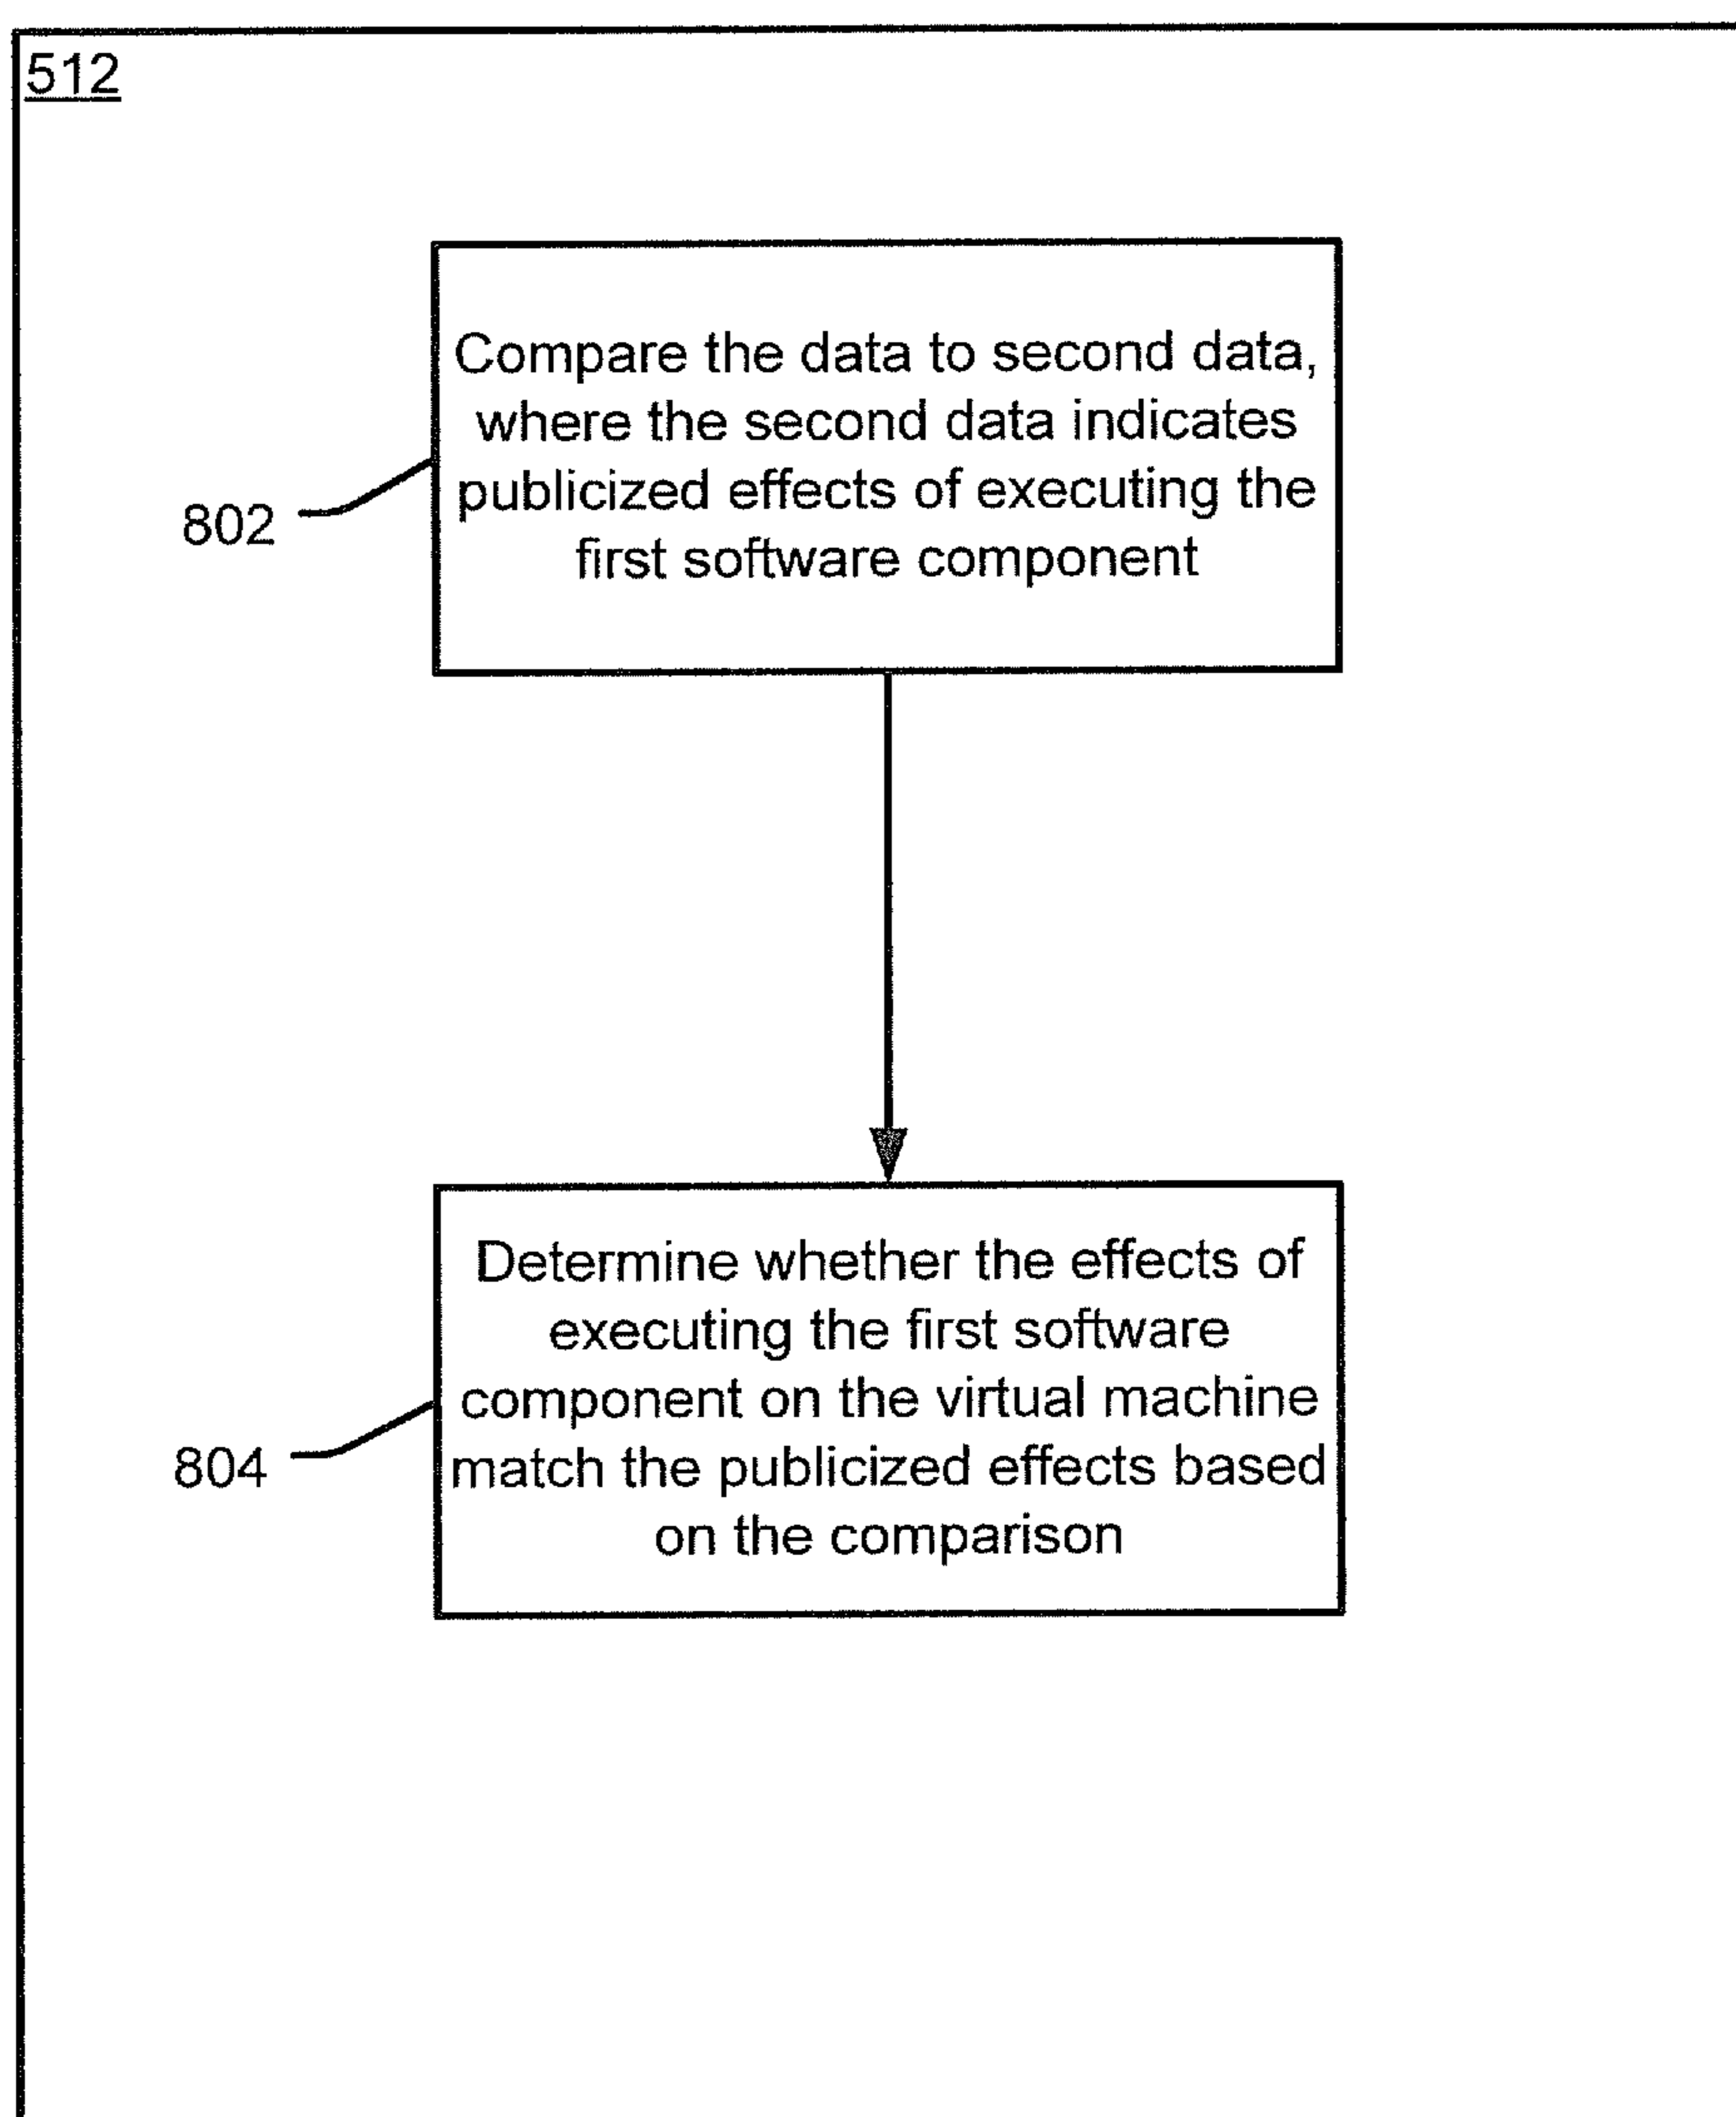 512
Compare the data to second data,
where the second data indicates
publicized effects of executing the
first software component
802
Determine whether the effects of
executing the first software
component on the virtual machine
match the publicized effects based
on the comparison
804